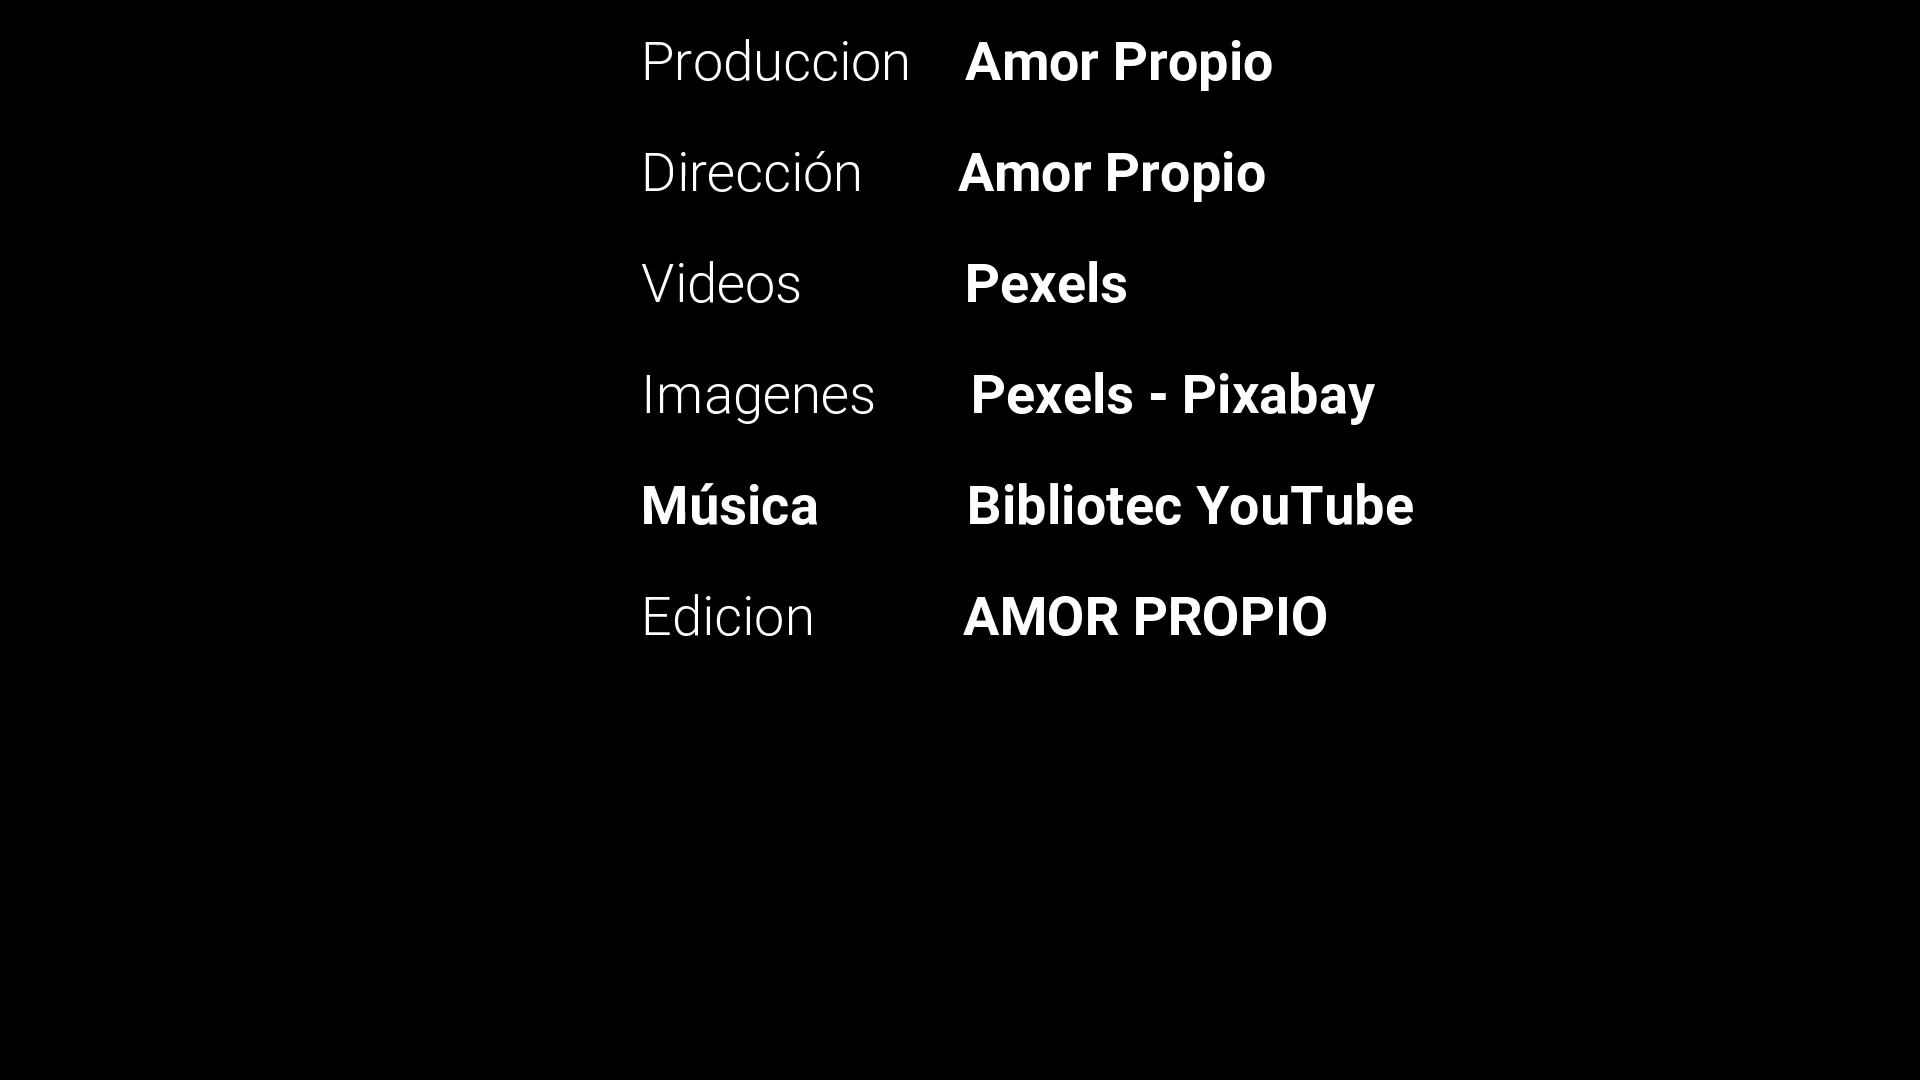 Produccion Amor Propio
Dirección Amor Propio
Videos Pexels
Imagenes Pexels - Pixabay
Música Bibliotec YouTube
Edicion AMOR PROPIO